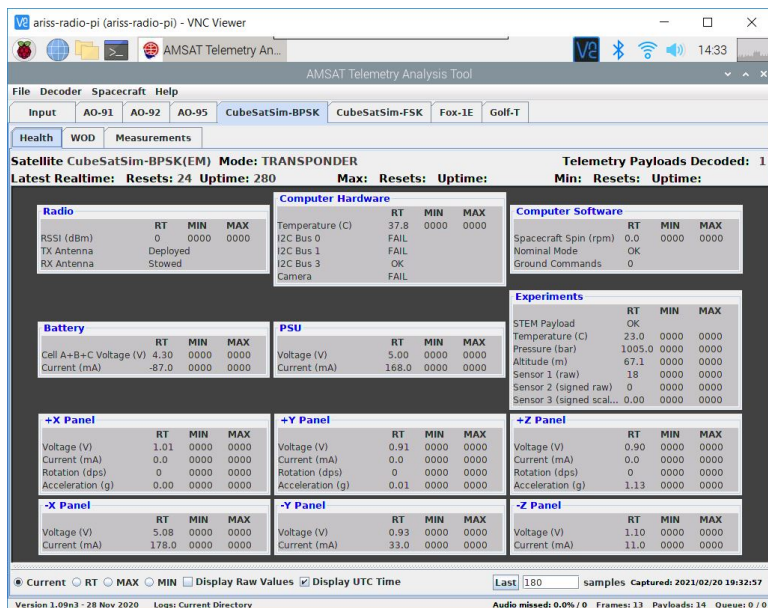 ariss-radio-pi (ariss-radio-pi) - VNC Viewer
AMSAT Telemetry An... 14:33
AMSAT Telemetry Analysis Tool
File Decoder Spacecraft Help
Input AO-91 AO-92 AO-95 CubeSatSim-BPSK CubeSatSim-FSK Fox-1E Golf-T
Health WOD Measurements
Satellite CubeSatSim-BPSK(EM) Mode: TRANSPONDER Telemetry Payloads Decoded: 1
Latest Realtime: Resets: 24 Uptime: 280 Max: Resets: Uptime: Min: Resets: Uptime:
Radio
RT MIN MAX
RSSI (dBm) 0 0000 0000
TX Antenna Deployed
RX Antenna Stowed
Computer Hardware
RT MIN MAX
Temperature (C) 37.8 0000 0000
I2C Bus 0 FAIL
I2C Bus 1 FAIL
I2C Bus 3 OK
Camera FAIL
Computer Software
RT MIN MAX
Spacecraft Spin (rpm) 0.0 0000 0000
Nominal Mode OK
Ground Commands 0
Battery
RT MIN MAX
Cell A+B+C Voltage (V) 4.30 0000 0000
Current (mA) -87.0 0000 0000
PSU
RT MIN MAX
Voltage (V) 5.00 0000 0000
Current (mA) 168.0 0000 0000
Experiments
RT MIN MAX
STEM Payload OK
Temperature (C) 23.0 0000 0000
Pressure (bar) 1005.0 0000 0000
Altitude (m) 67.1 0000 0000
Sensor 1 (raw) 18 0000 0000
Sensor 2 (signed raw) 0 0000 0000
Sensor 3 (signed scal... 0.00 0000 0000
+X Panel
RT MIN MAX
Voltage (V) 1.01 0000 0000
Current (mA) 0.0 0000 0000
Rotation (dps) 0 0000 0000
Acceleration (g) 0.00 0000 0000
+Y Panel
RT MIN MAX
Voltage (V) 0.91 0000 0000
Current (mA) 0.0 0000 0000
Rotation (dps) 0 0000 0000
Acceleration (g) 0.01 0000 0000
+Z Panel
RT MIN MAX
Voltage (V) 0.90 0000 0000
Current (mA) 0.0 0000 0000
Rotation (dps) 0 0000 0000
Acceleration (g) 1.13 0000 0000
-X Panel
RT MIN MAX
Voltage (V) 5.08 0000 0000
Current (mA) 178.0 0000 0000
-Y Panel
RT MIN MAX
Voltage (V) 0.93 0000 0000
Current (mA) 33.0 0000 0000
-Z Panel
RT MIN MAX
Voltage (V) 1.10 0000 0000
Current (mA) 11.0 0000 0000
Current RT MAX MIN Display Raw Values Display UTC Time Last 180 samples Captured: 2021/02/20 19:32:57
Version 1.09n3 - 28 Nov 2020 Logs: Current Directory Audio missed: 0.0% / 0 Frames: 13 Payloads: 14 Queue: 0 / 0